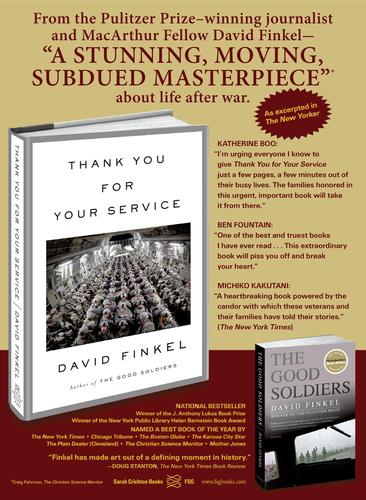 From the Pulitzer Prize–winning journalist
and MacArthur Fellow David Finkel—
“A STUNNING, MOVING,
SUBDUED MASTERPIECE”*
about life after war.
As excerpted in
The New Yorker
THANK YOU FOR YOUR SERVICE / DAVID FINKEL
THANK YOU
FOR
YOUR SERVICE
DAVID FINKEL
Author of THE GOOD SOLDIERS
KATHERINE BOO:
“I’m urging everyone I know to
give Thank You for Your Service
just a few pages, a few minutes out of
their busy lives. The families honored in
this urgent, important book will take
it from there.”
BEN FOUNTAIN:
“One of the best and truest books
I have ever read . . . This extraordinary
book will piss you off and break
your heart.”
MICHIKO KAKUTANI:
“A heartbreaking book powered by the
candor with which these veterans and
their families have told their stories.”
(The New York Times)
THE GOOD SOLDIERS
DAVID FINKEL
THE
GOOD
SOLDIERS
DAVID FINKEL
WINNER OF THE PULITZER PRIZE
NATIONAL BESTSELLER
Winner of the J. Anthony Lukas Book Prize
Winner of the New York Public Library Helen Bernstein Book Award
NAMED A BEST BOOK OF THE YEAR BY
The New York Times • Chicago Tribune • The Boston Globe • The Kansas City Star
The Plain Dealer (Cleveland) • The Christian Science Monitor • Mother Jones
“Finkel has made art out of a defining moment in history.”
—DOUG STANTON, The New York Times Book Review
*Craig Fehrman, The Christian Science Monitor
Sarah Crichton Books
FSG
www.fsgbooks.com